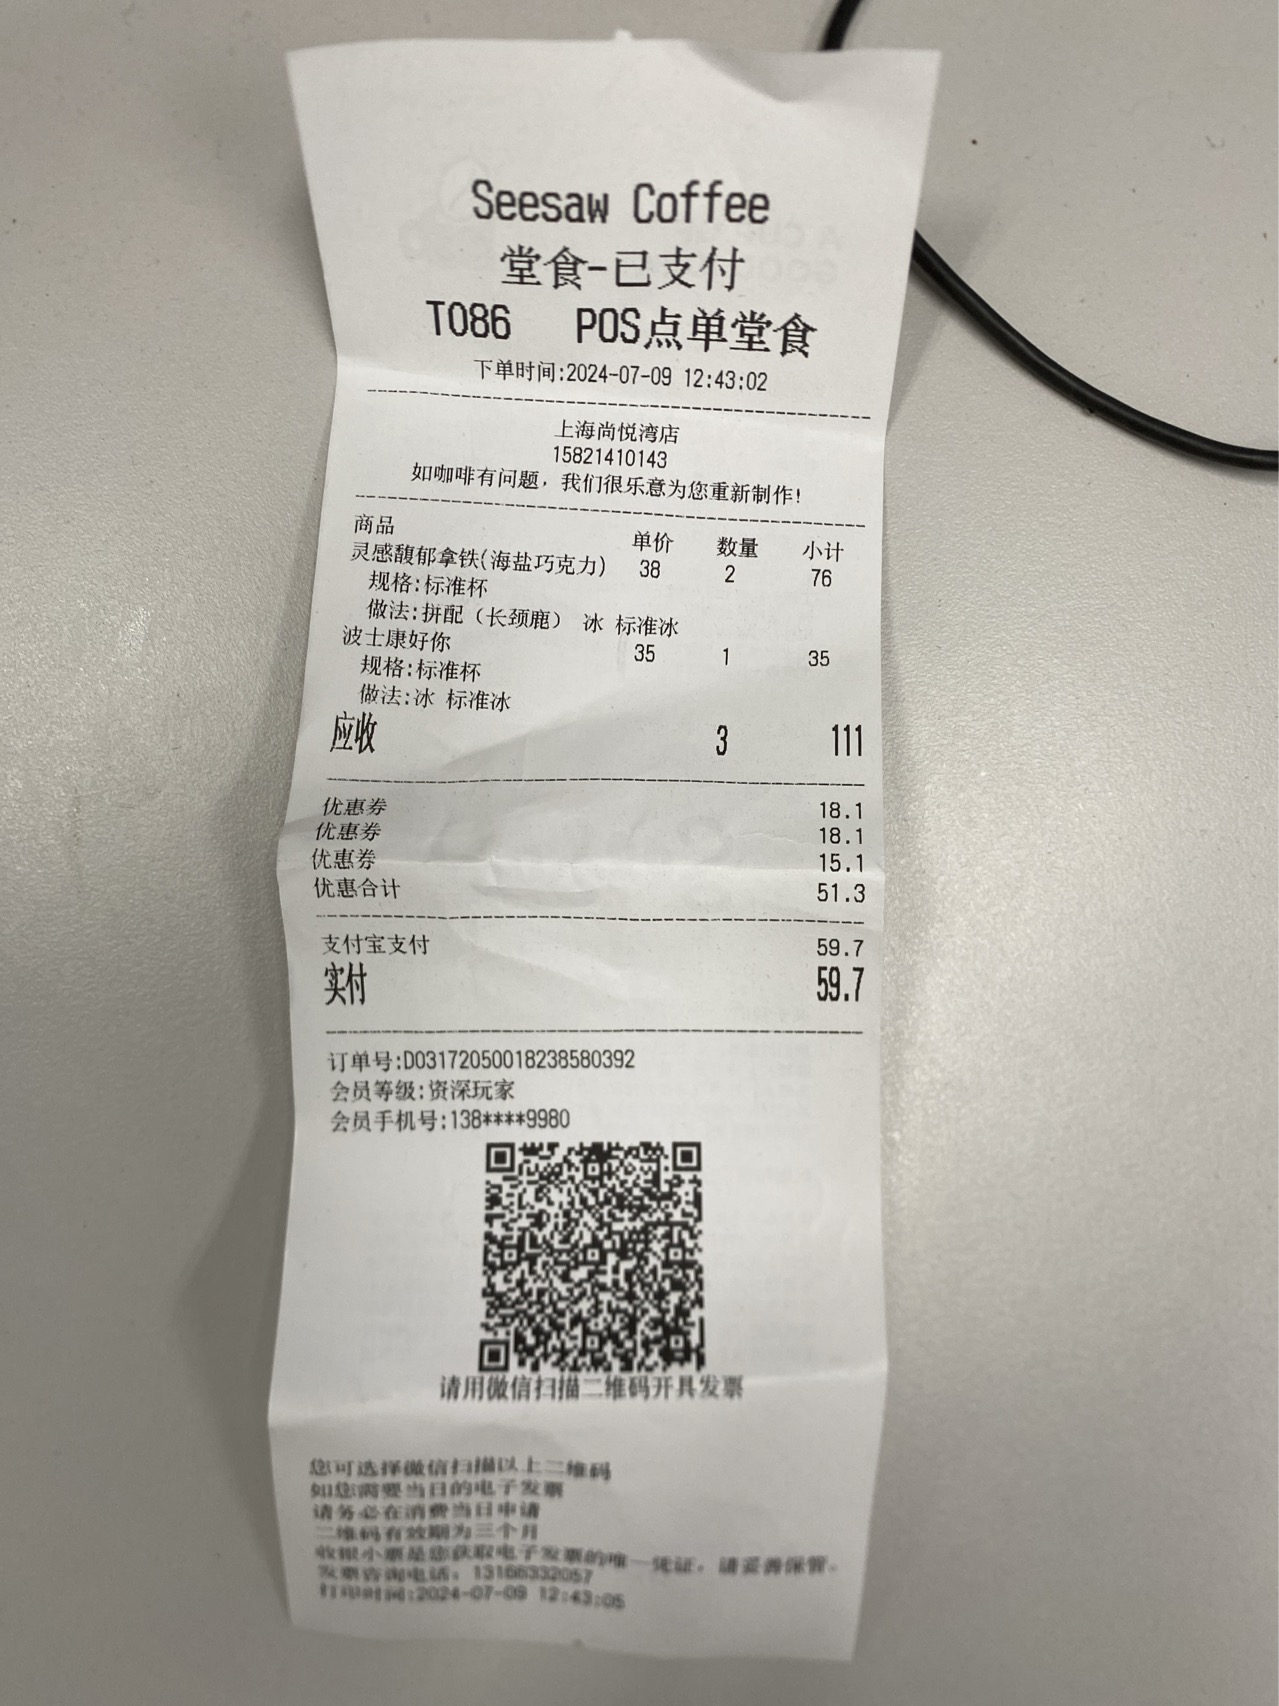 Seesaw Coffee
堂食-已支付
T086 POS点单堂食
下单时间:2024-07-09 12:43:02
上海尚悦湾店
15821410143
如咖啡有问题，我们很乐意为您重新制作!
商品 单价 数量 小计
灵感馥郁拿铁(海盐巧克力) 38 2 76
规格:标准杯
做法:拼配（长颈鹿） 冰 标准冰
波士康好你 35 1 35
规格:标准杯
做法:冰 标准冰
应收 3 111
优惠券 18.1
优惠券 18.1
优惠券 15.1
优惠合计 51.3
支付宝支付 59.7
实付 59.7
订单号:D03172050018238580392
会员等级:资深玩家
会员手机号:138****9980
请用微信扫描二维码开具发票
您可选择微信扫描以上二维码
如您需要当日的电子发票
请务必在消费当日申请
二维码有效期为三个月
收银小票是您获取电子发票的唯一凭证，请妥善保管。
发票咨询电话：13166332057
打印时间:2024-07-09 12:43:05